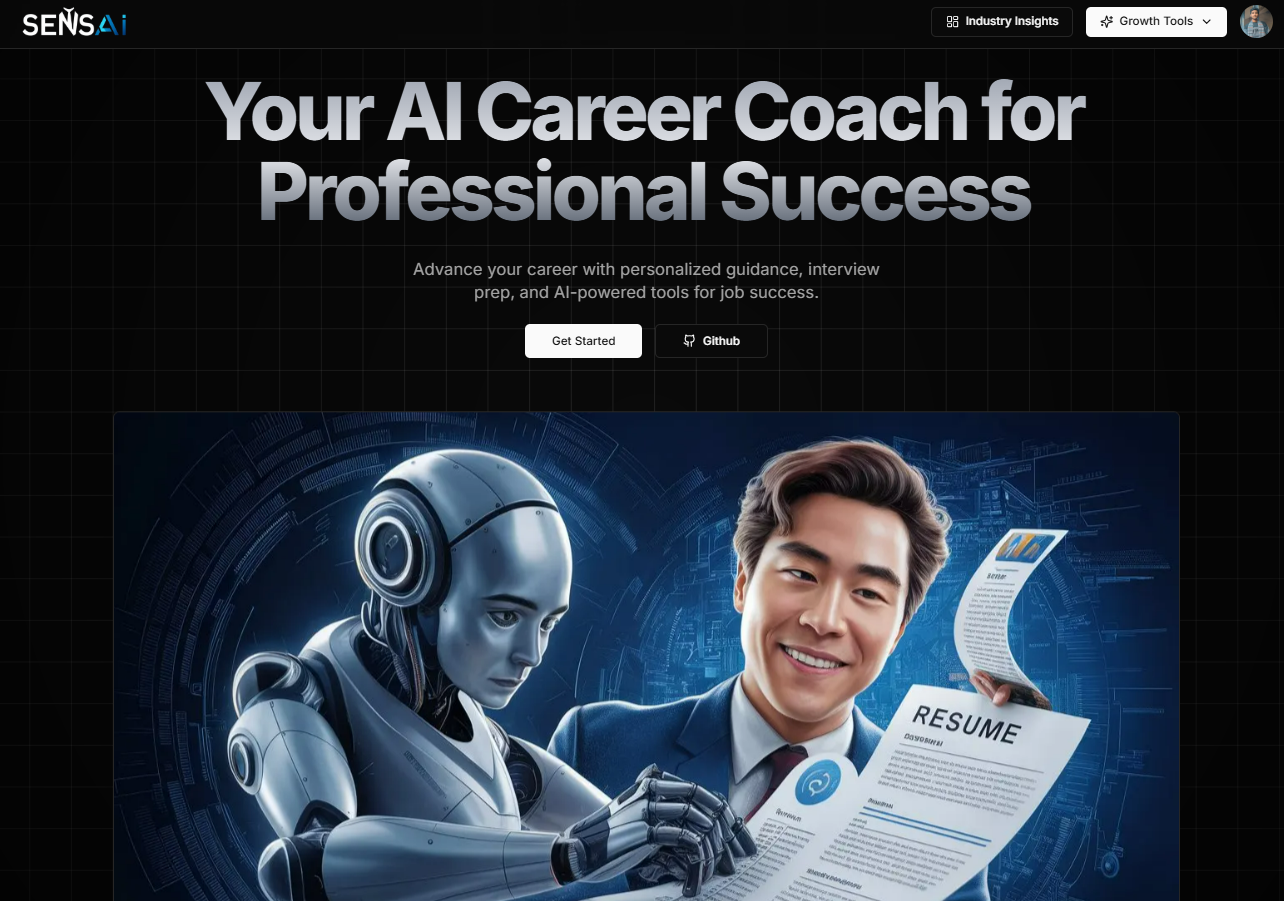 SENSAi
Industry Insights
Growth Tools
Your AI Career Coach for
Professional Success
Advance your career with personalized guidance, interview
prep, and AI-powered tools for job success.
Get Started
Github
RESUME